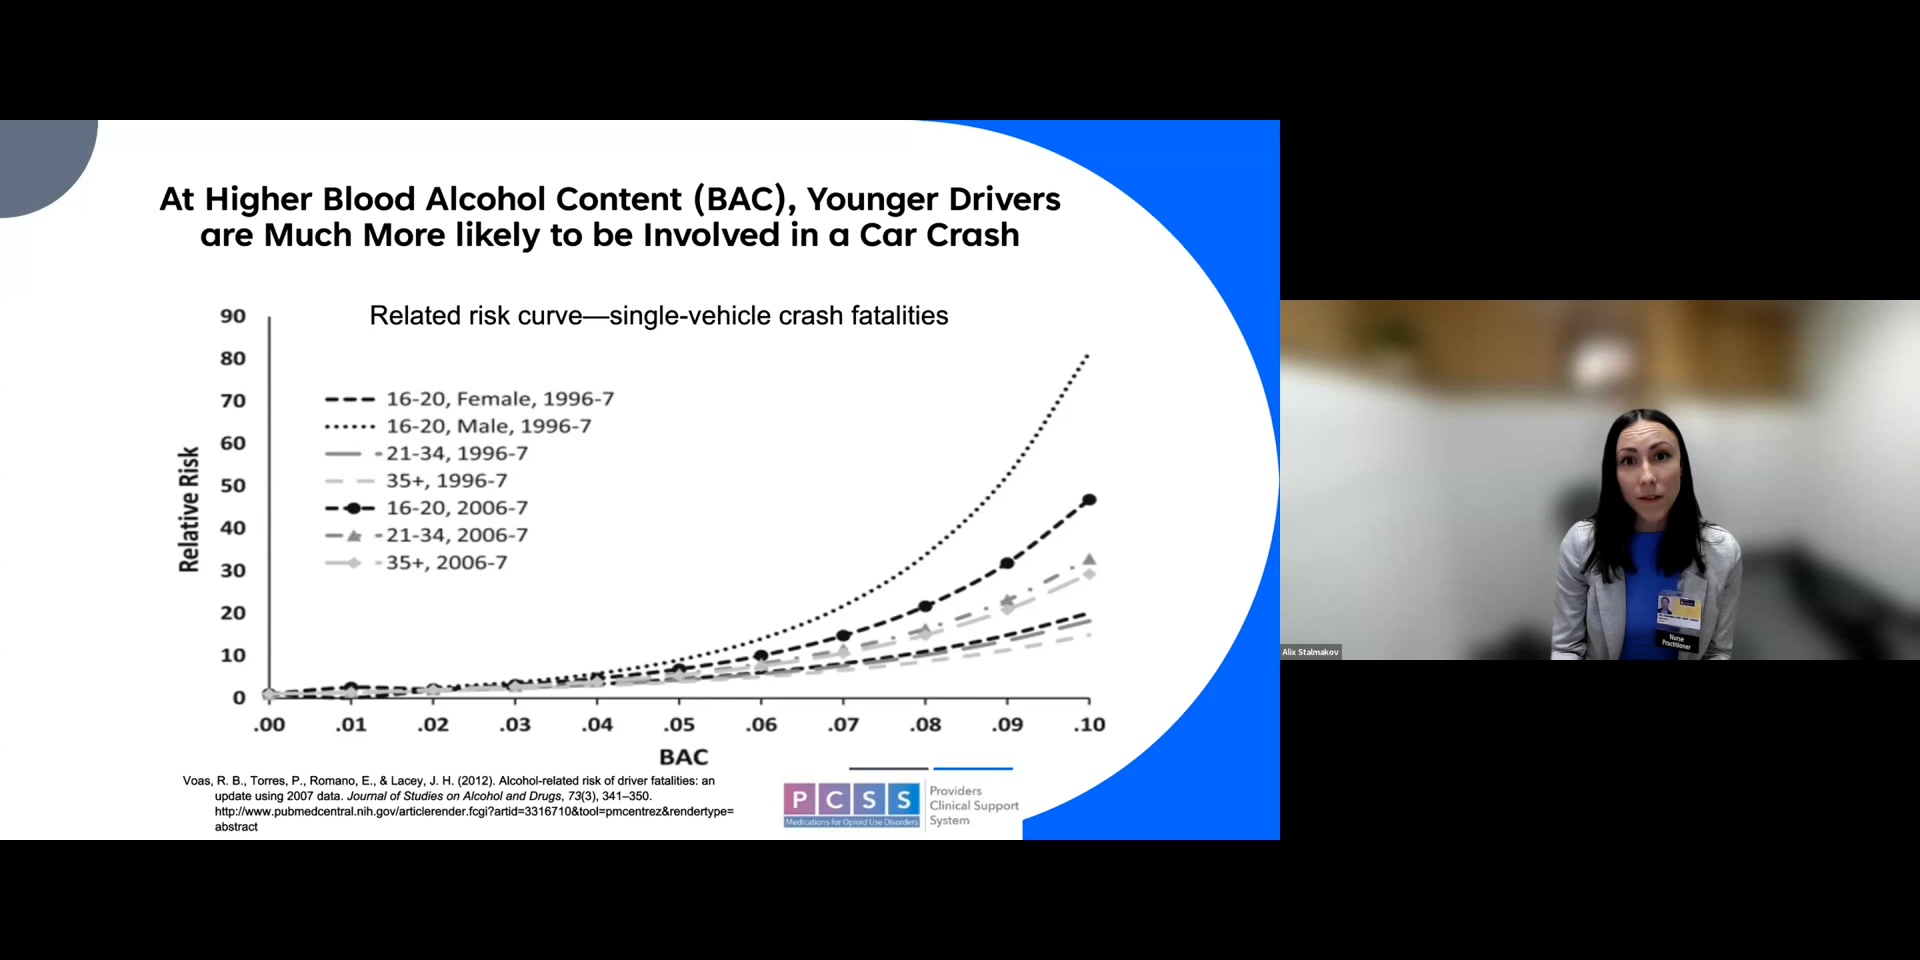 At Higher Blood Alcohol Content (BAC), Younger Drivers
are Much More likely to be Involved in a Car Crash
Related risk curve—single-vehicle crash fatalities
90
80
70
60
50
40
30
20
10
0
Relative Risk
16-20, Female, 1996-7
16-20, Male, 1996-7
21-34, 1996-7
35+, 1996-7
16-20, 2006-7
21-34, 2006-7
35+, 2006-7
.00 .01 .02 .03 .04 .05 .06 .07 .08 .09 .10
BAC
Voas, R. B., Torres, P., Romano, E., & Lacey, J. H. (2012). Alcohol-related risk of driver fatalities: an
update using 2007 data. Journal of Studies on Alcohol and Drugs, 73(3), 341–350.
http://www.pubmedcentral.nih.gov/articlerender.fcgi?artid=3316710&tool=pmcentrez&rendertype=
abstract
PCSS
Medications for Opioid Use Disorders
Providers
Clinical Support
System
Alix Stalmakov
Nurse
Practitioner